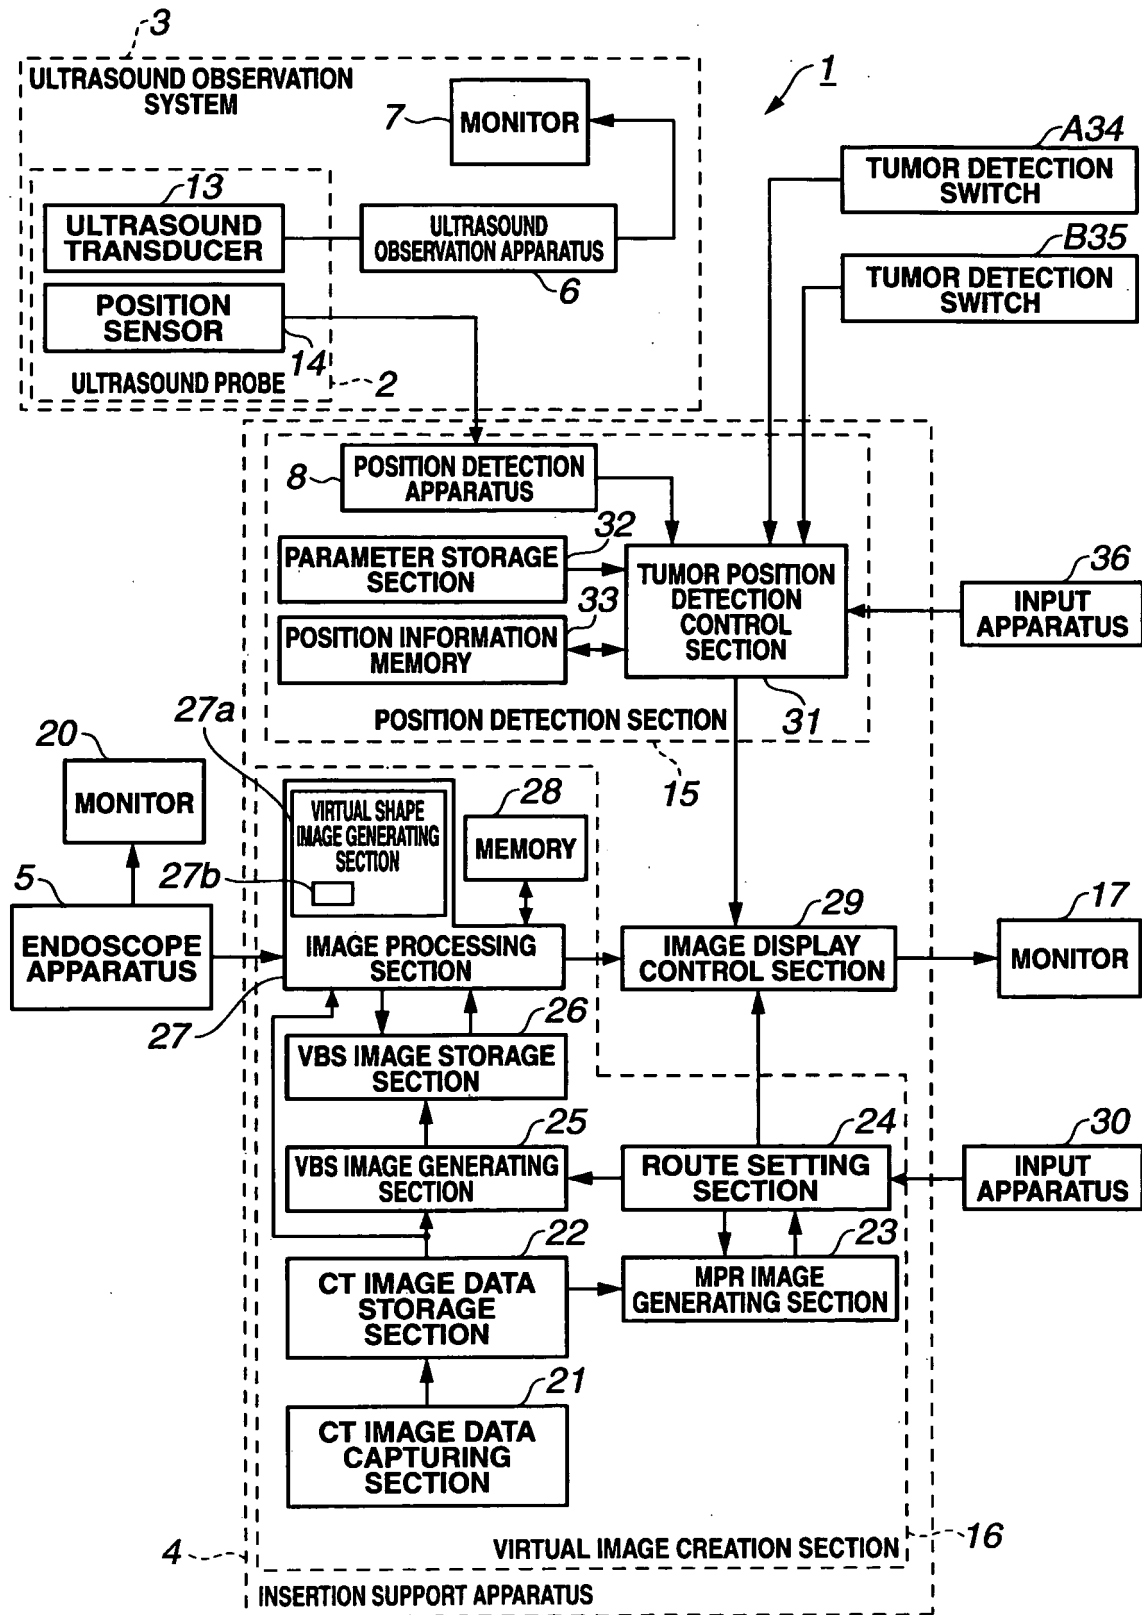 3
1
ULTRASOUND OBSERVATION
SYSTEM
7
MONITOR
A34
TUMOR DETECTION
SWITCH
13
ULTRASOUND
TRANSDUCER
ULTRASOUND
OBSERVATION APPARATUS
6
B35
TUMOR DETECTION
SWITCH
POSITION
SENSOR
14
ULTRASOUND PROBE
2
8
POSITION DETECTION
APPARATUS
32
PARAMETER STORAGE
SECTION
TUMOR POSITION
DETECTION
CONTROL
SECTION
36
INPUT
APPARATUS
33
POSITION INFORMATION
MEMORY
31
POSITION DETECTION SECTION
15
27a
20
MONITOR
VIRTUAL SHAPE
IMAGE GENERATING
SECTION
27b
28
MEMORY
5
ENDOSCOPE
APPARATUS
IMAGE PROCESSING
SECTION
27
29
IMAGE DISPLAY
CONTROL SECTION
17
MONITOR
26
VBS IMAGE STORAGE
SECTION
25
VBS IMAGE GENERATING
SECTION
24
ROUTE SETTING
SECTION
30
INPUT
APPARATUS
22
CT IMAGE DATA
STORAGE
SECTION
23
MPR IMAGE
GENERATING SECTION
21
CT IMAGE DATA
CAPTURING
SECTION
4
VIRTUAL IMAGE CREATION SECTION
16
INSERTION SUPPORT APPARATUS